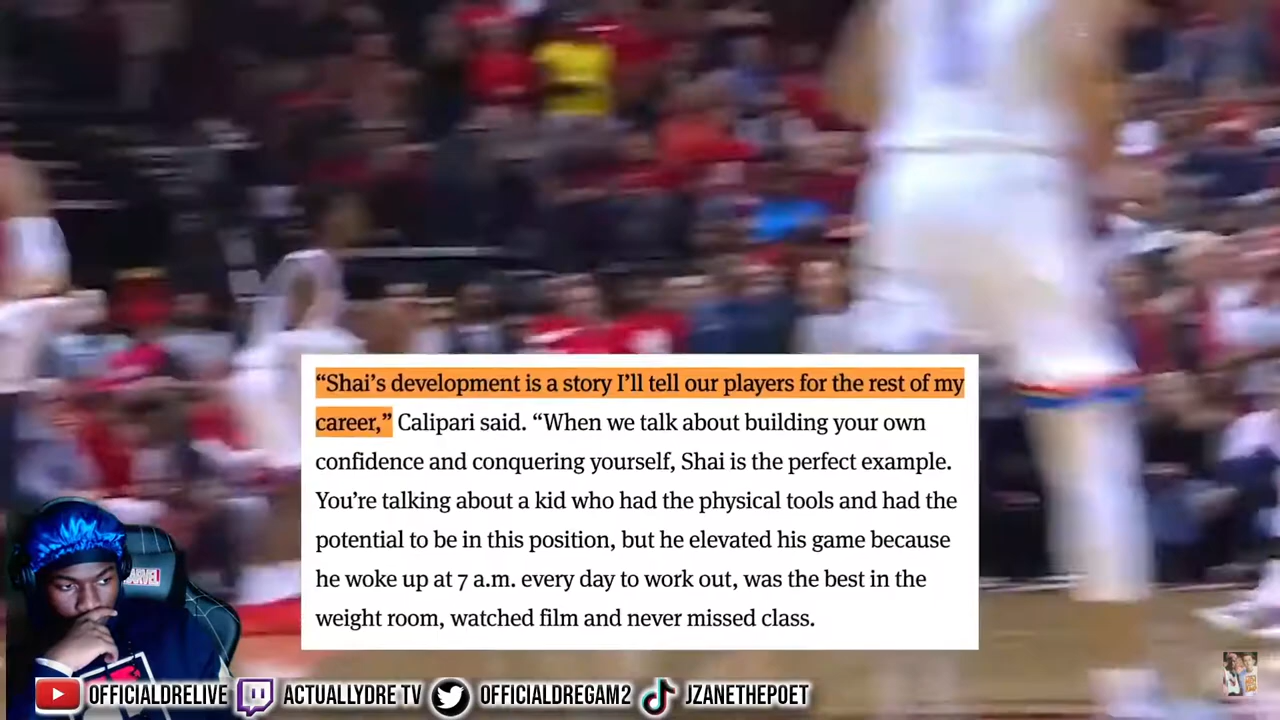 “Shai’s development is a story I’ll tell our players for the rest of my
career,” Calipari said. “When we talk about building your own
confidence and conquering yourself, Shai is the perfect example.
You’re talking about a kid who had the physical tools and had the
potential to be in this position, but he elevated his game because
he woke up at 7 a.m. every day to work out, was the best in the
weight room, watched film and never missed class.
MARVEL
OFFICIALDRELIVE ACTUALLYDRE TV OFFICIALDREGAM2 JZANETHEPOET